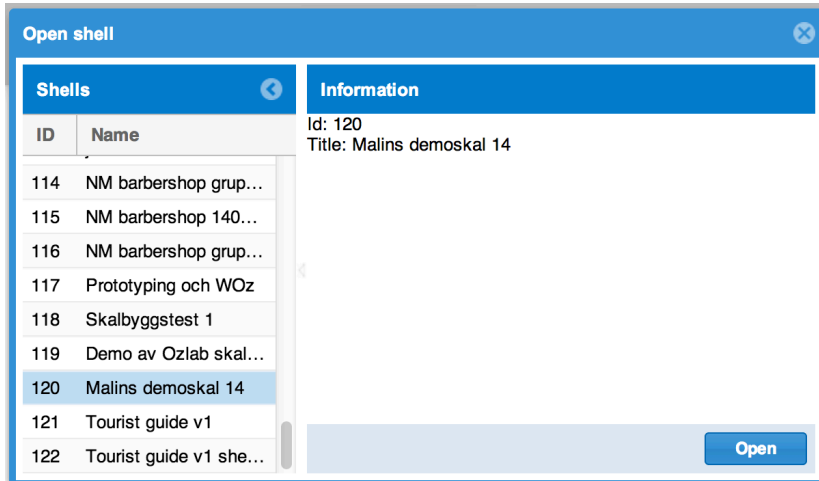 Open shell
Shells
Information
ID Name
Id: 120
Title: Malins demoskal 14
114 NM barbershop grup...
115 NM barbershop 140...
116 NM barbershop grup...
117 Prototyping och WOz
118 Skalbyggstest 1
119 Demo av Ozlab skal...
120 Malins demoskal 14
121 Tourist guide v1
122 Tourist guide v1 she...
Open